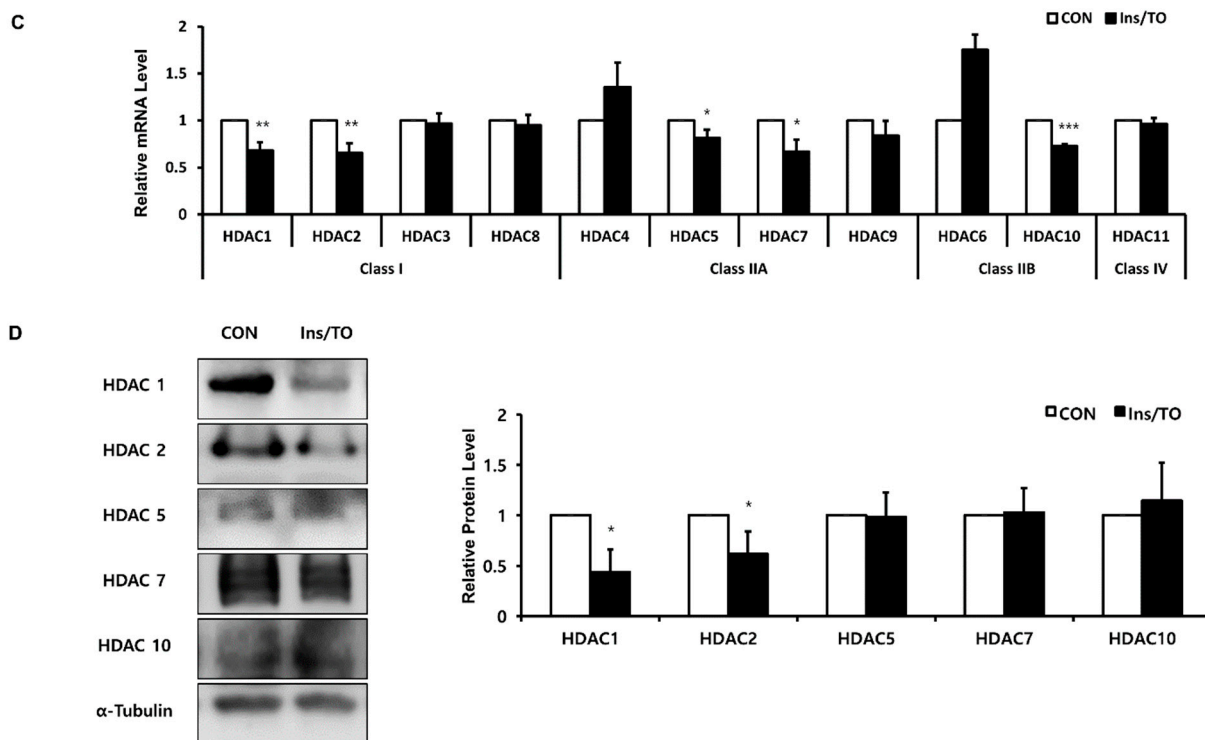 C
CON Ins/TO
Relative mRNA Level
2
1.5
1
0.5
0
** ** * * ***
HDAC1 HDAC2 HDAC3 HDAC8 HDAC4 HDAC5 HDAC7 HDAC9 HDAC6 HDAC10 HDAC11
Class I Class IIA Class IIB Class IV
D
CON Ins/TO
HDAC 1
HDAC 2
HDAC 5
HDAC 7
HDAC 10
α-Tubulin
CON Ins/TO
Relative Protein Level
2
1.5
1
0.5
0
* *
HDAC1 HDAC2 HDAC5 HDAC7 HDAC10